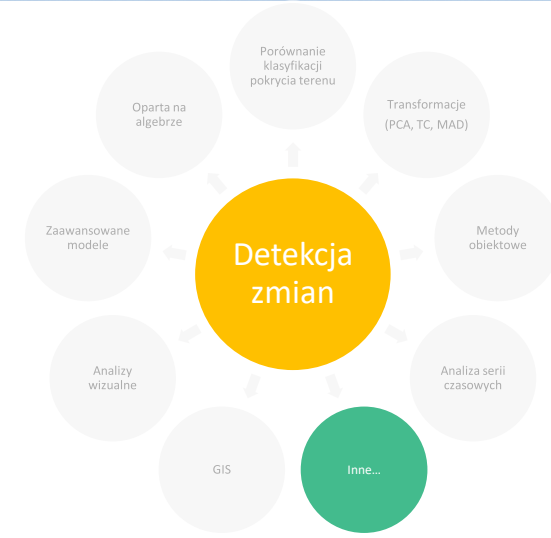 Porównanie
klasyfikacji
pokrycia terenu
Transformacje
(PCA, TC, MAD)
Metody
obiektowe
Analiza serii
czasowych
Inne...
GIS
Analizy
wizualne
Zaawansowane
modele
Oparta na
algebrze
Detekcja
zmian